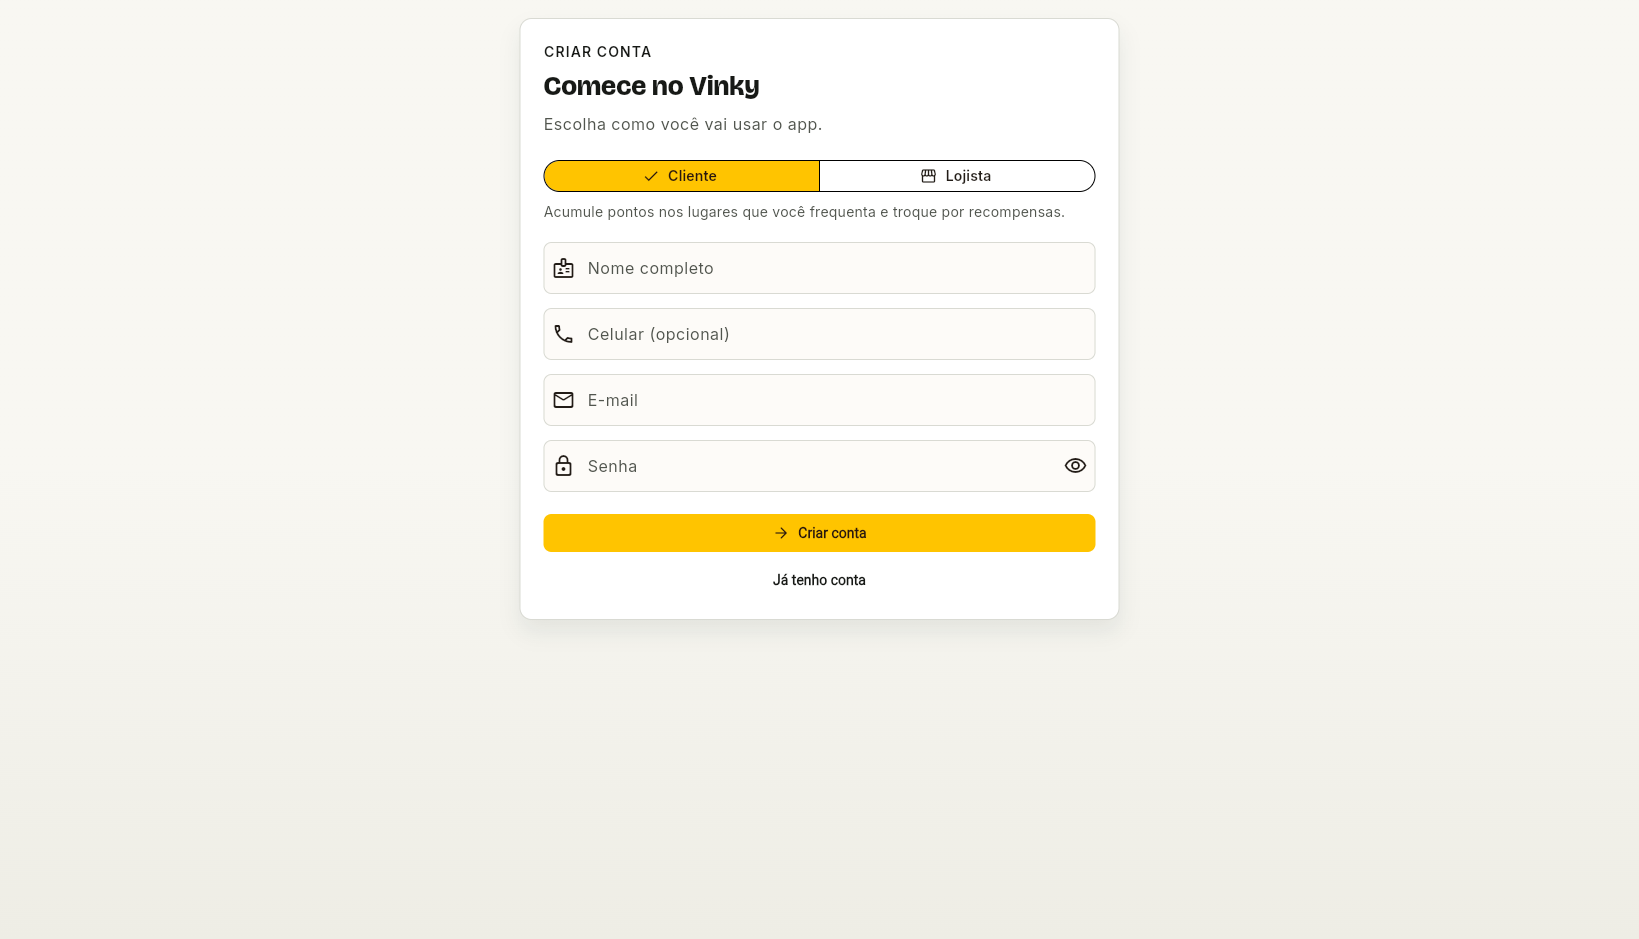 CRIAR CONTA
Comece no Vinky
Escolha como você vai usar o app.
Cliente
Lojista
Acumule pontos nos lugares que você frequenta e troque por recompensas.
Nome completo
Celular (opcional)
E-mail
Senha
Criar conta
Já tenho conta